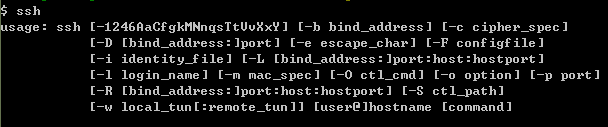 $ ssh
usage: ssh [-1246AaCfgkMNnqsTtVvXxY] [-b bind_address] [-c cipher_spec]
[-D [bind_address:]port] [-e escape_char] [-F configfile]
[-i identity_file] [-L [bind_address:]port:host:hostport]
[-l login_name] [-m mac_spec] [-O ctl_cmd] [-o option] [-p port]
[-R [bind_address:]port:host:hostport] [-S ctl_path]
[-w local_tun[:remote_tun]] [user@]hostname [command]